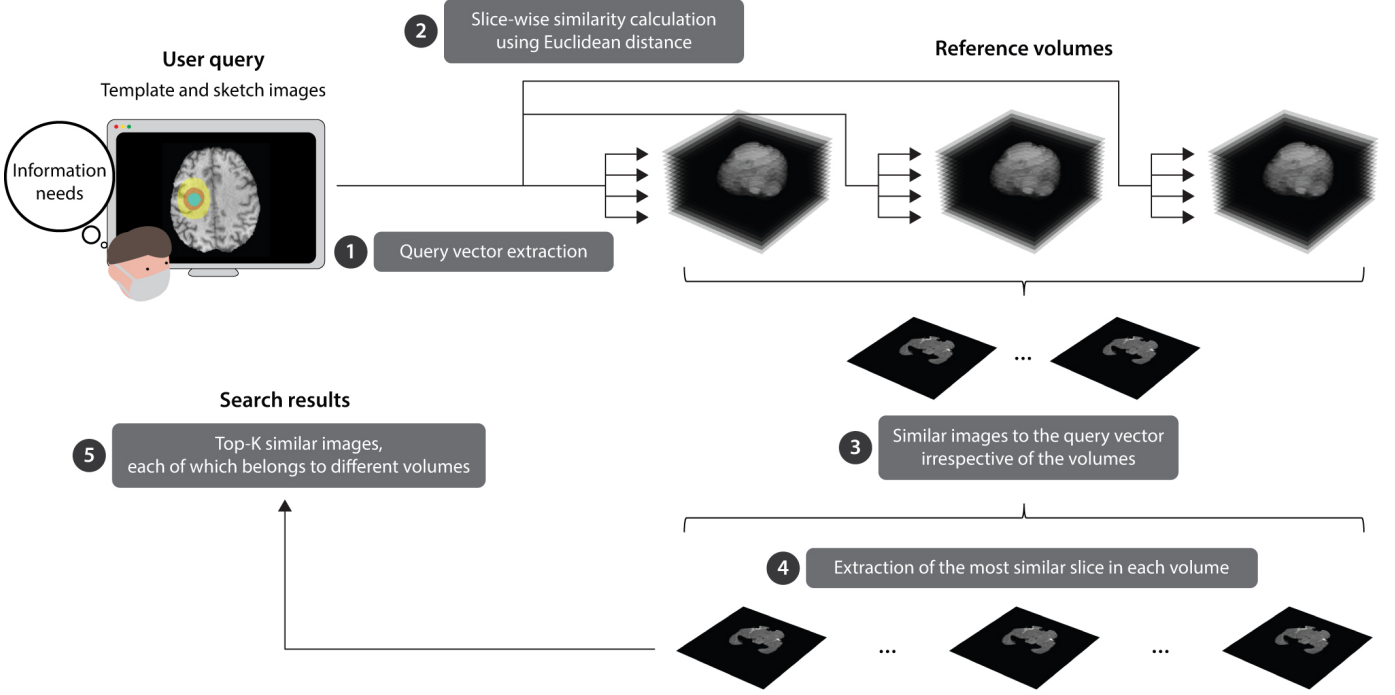 2
Slice-wise similarity calculation
using Euclidean distance
User query
Template and sketch images
Reference volumes
Information
needs
1
Query vector extraction
...
Search results
5
Top-K similar images,
each of which belongs to different volumes
3
Similar images to the query vector
irrespective of the volumes
4
Extraction of the most similar slice in each volume
...
...